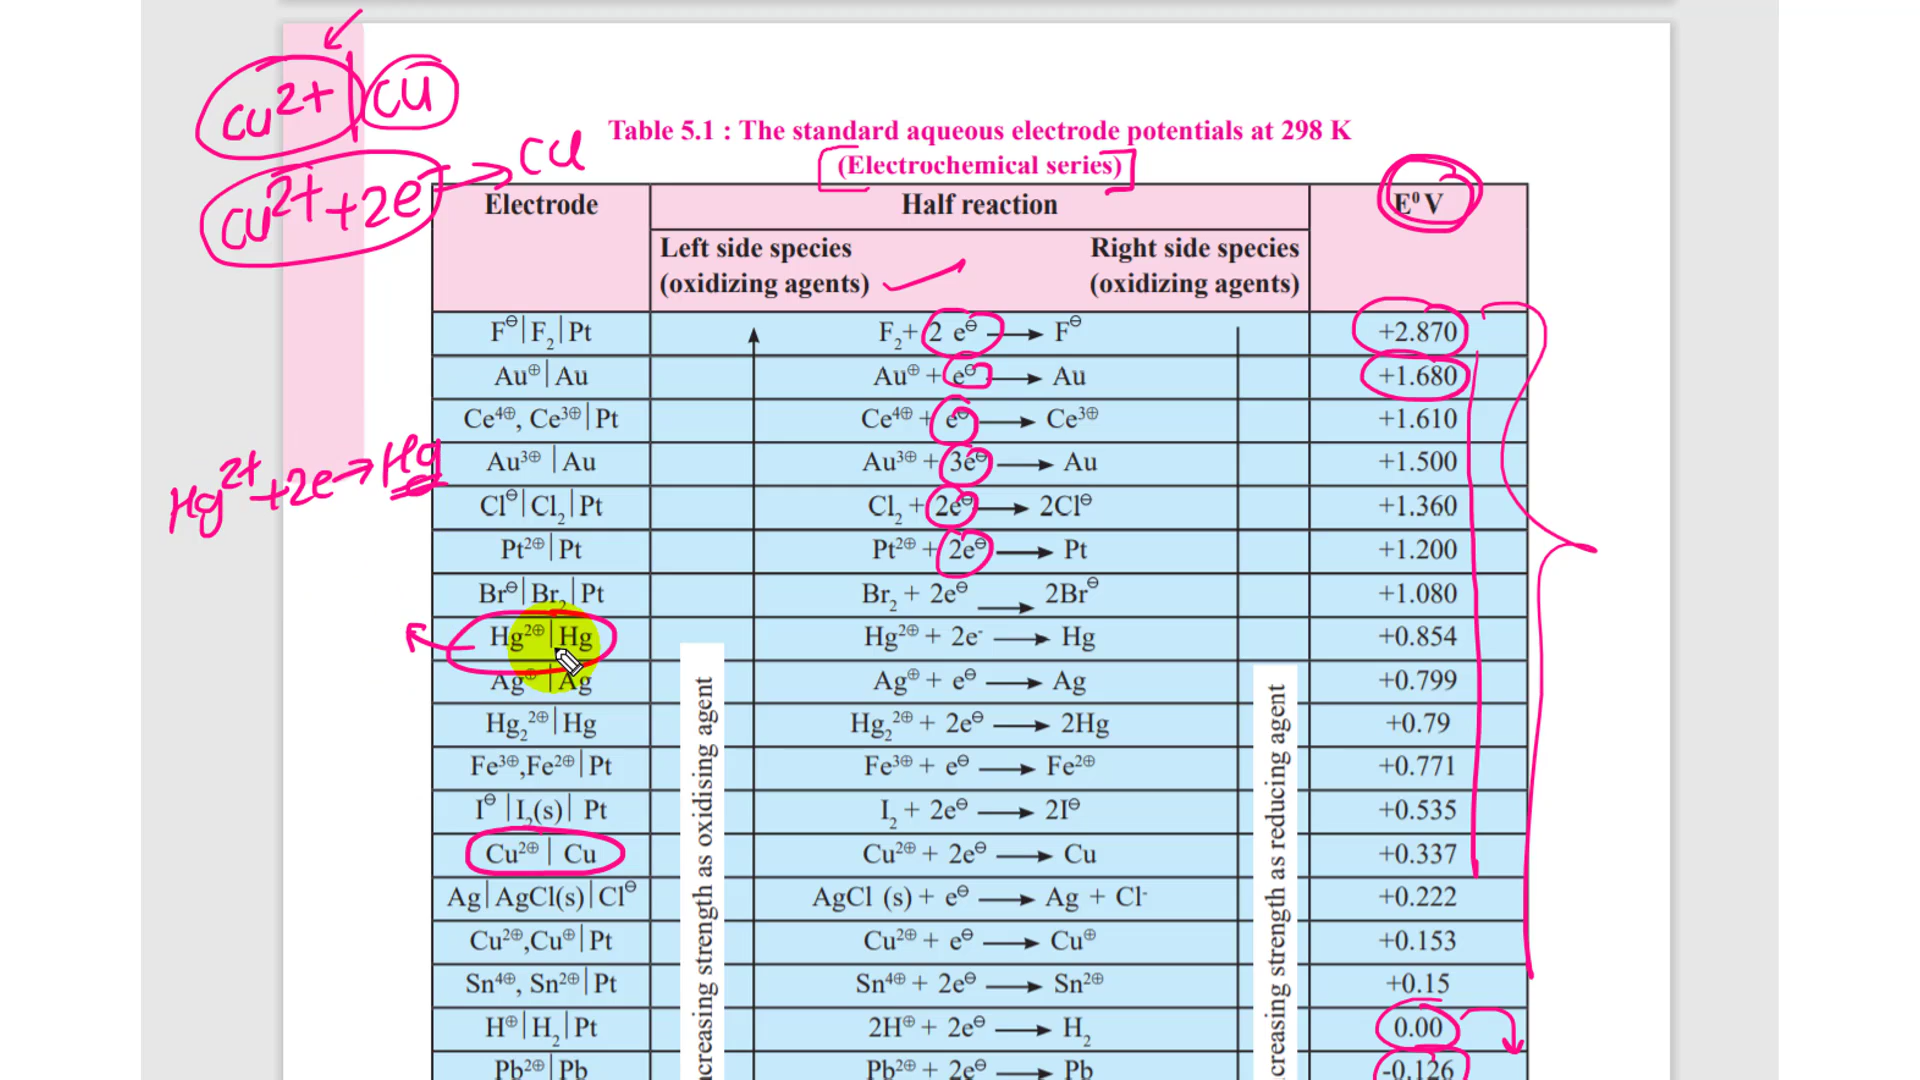 Cu2+ | Cu
Cu2+ + 2e → Cu
Table 5.1 : The standard aqueous electrode potentials at 298 K
(Electrochemical series)
Electrode Half reaction E⁰ V
Left side species Right side species
(oxidizing agents) (oxidizing agents)
F⊖|F₂|Pt F₂+ 2 e⊖ → F⊖ +2.870
Au⊕|Au Au⊕ + e⊖ → Au +1.680
Ce4⊕, Ce3⊕|Pt Ce4⊕ + e⊖ → Ce3⊕ +1.610
Hg2+ + 2e → Hg
Au3⊕ |Au Au3⊕ + 3e⊖ → Au +1.500
Cl⊖|Cl₂|Pt Cl₂ + 2e⊖ → 2Cl⊖ +1.360
Pt2⊕|Pt Pt2⊕ + 2e⊖ → Pt +1.200
Br⊖|Br₂|Pt Br₂ + 2e⊖ → 2Br⊖ +1.080
Hg2⊕|Hg Hg2⊕ + 2e⁻ → Hg +0.854
Ag⊕ |Ag Ag⊕ + e⊖ → Ag +0.799
Hg₂2⊕|Hg Hg₂2⊕ + 2e⊖ → 2Hg +0.79
Fe3⊕,Fe2⊕|Pt Fe3⊕ + e⊖ → Fe2⊕ +0.771
I⊖ |I₂(s)| Pt I₂ + 2e⊖ → 2I⊖ +0.535
Cu2⊕ | Cu Cu2⊕ + 2e⊖ → Cu +0.337
Ag|AgCl(s)|Cl⊖ AgCl (s) + e⊖ → Ag + Cl⁻ +0.222
Cu2⊕,Cu⊕|Pt Cu2⊕ + e⊖ → Cu⊕ +0.153
Sn4⊕, Sn2⊕|Pt Sn4⊕ + 2e⊖ → Sn2⊕ +0.15
H⊕|H₂|Pt 2H⊕ + 2e⊖ → H₂ 0.00
Pb2⊕|Pb Pb2⊕ + 2e⊖ → Pb -0.126
ncreasing strength as oxidising agent
creasing strength as reducing agent